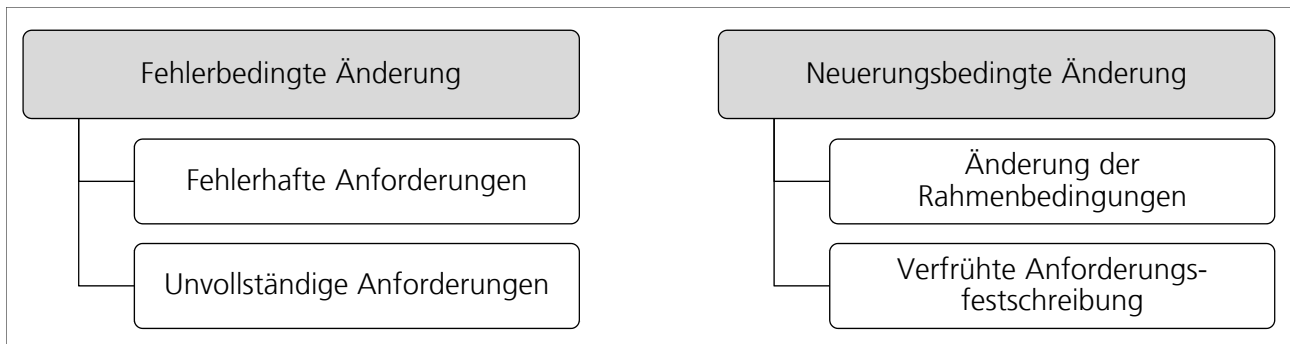 Fehlerbedingte Änderung
Fehlerhafte Anforderungen
Unvollständige Anforderungen
Neuerungsbedingte Änderung
Änderung der
Rahmenbedingungen
Verfrühte Anforderungs-
festschreibung